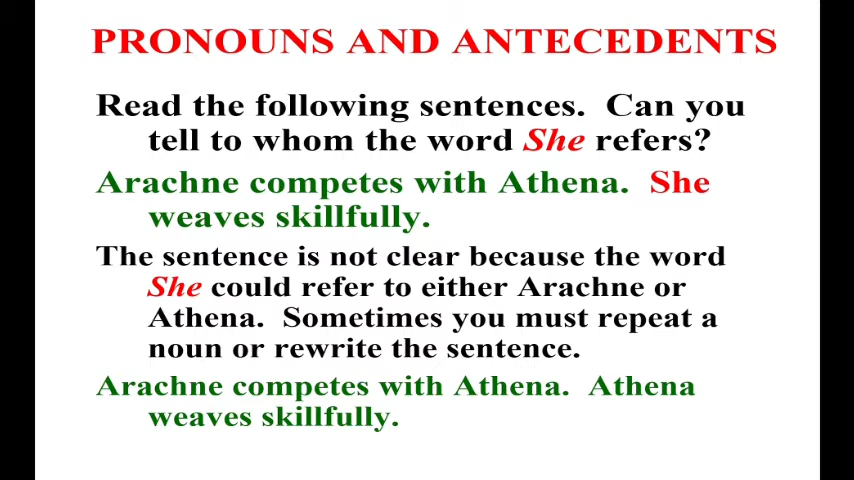 PRONOUNS AND ANTECEDENTS
Read the following sentences. Can you
tell to whom the word She refers?
Arachne competes with Athena. She
weaves skillfully.
The sentence is not clear because the word
She could refer to either Arachne or
Athena. Sometimes you must repeat a
noun or rewrite the sentence.
Arachne competes with Athena. Athena
weaves skillfully.